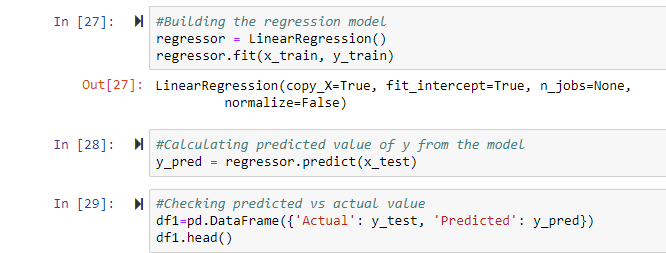 In [27]: #Building the regression model
regressor = LinearRegression()
regressor.fit(x_train, y_train)
Out[27]: LinearRegression(copy_X=True, fit_intercept=True, n_jobs=None,
normalize=False)
In [28]: #Calculating predicted value of y from the model
y_pred = regressor.predict(x_test)
In [29]: #Checking predicted vs actual value
df1=pd.DataFrame({'Actual': y_test, 'Predicted': y_pred})
df1.head()